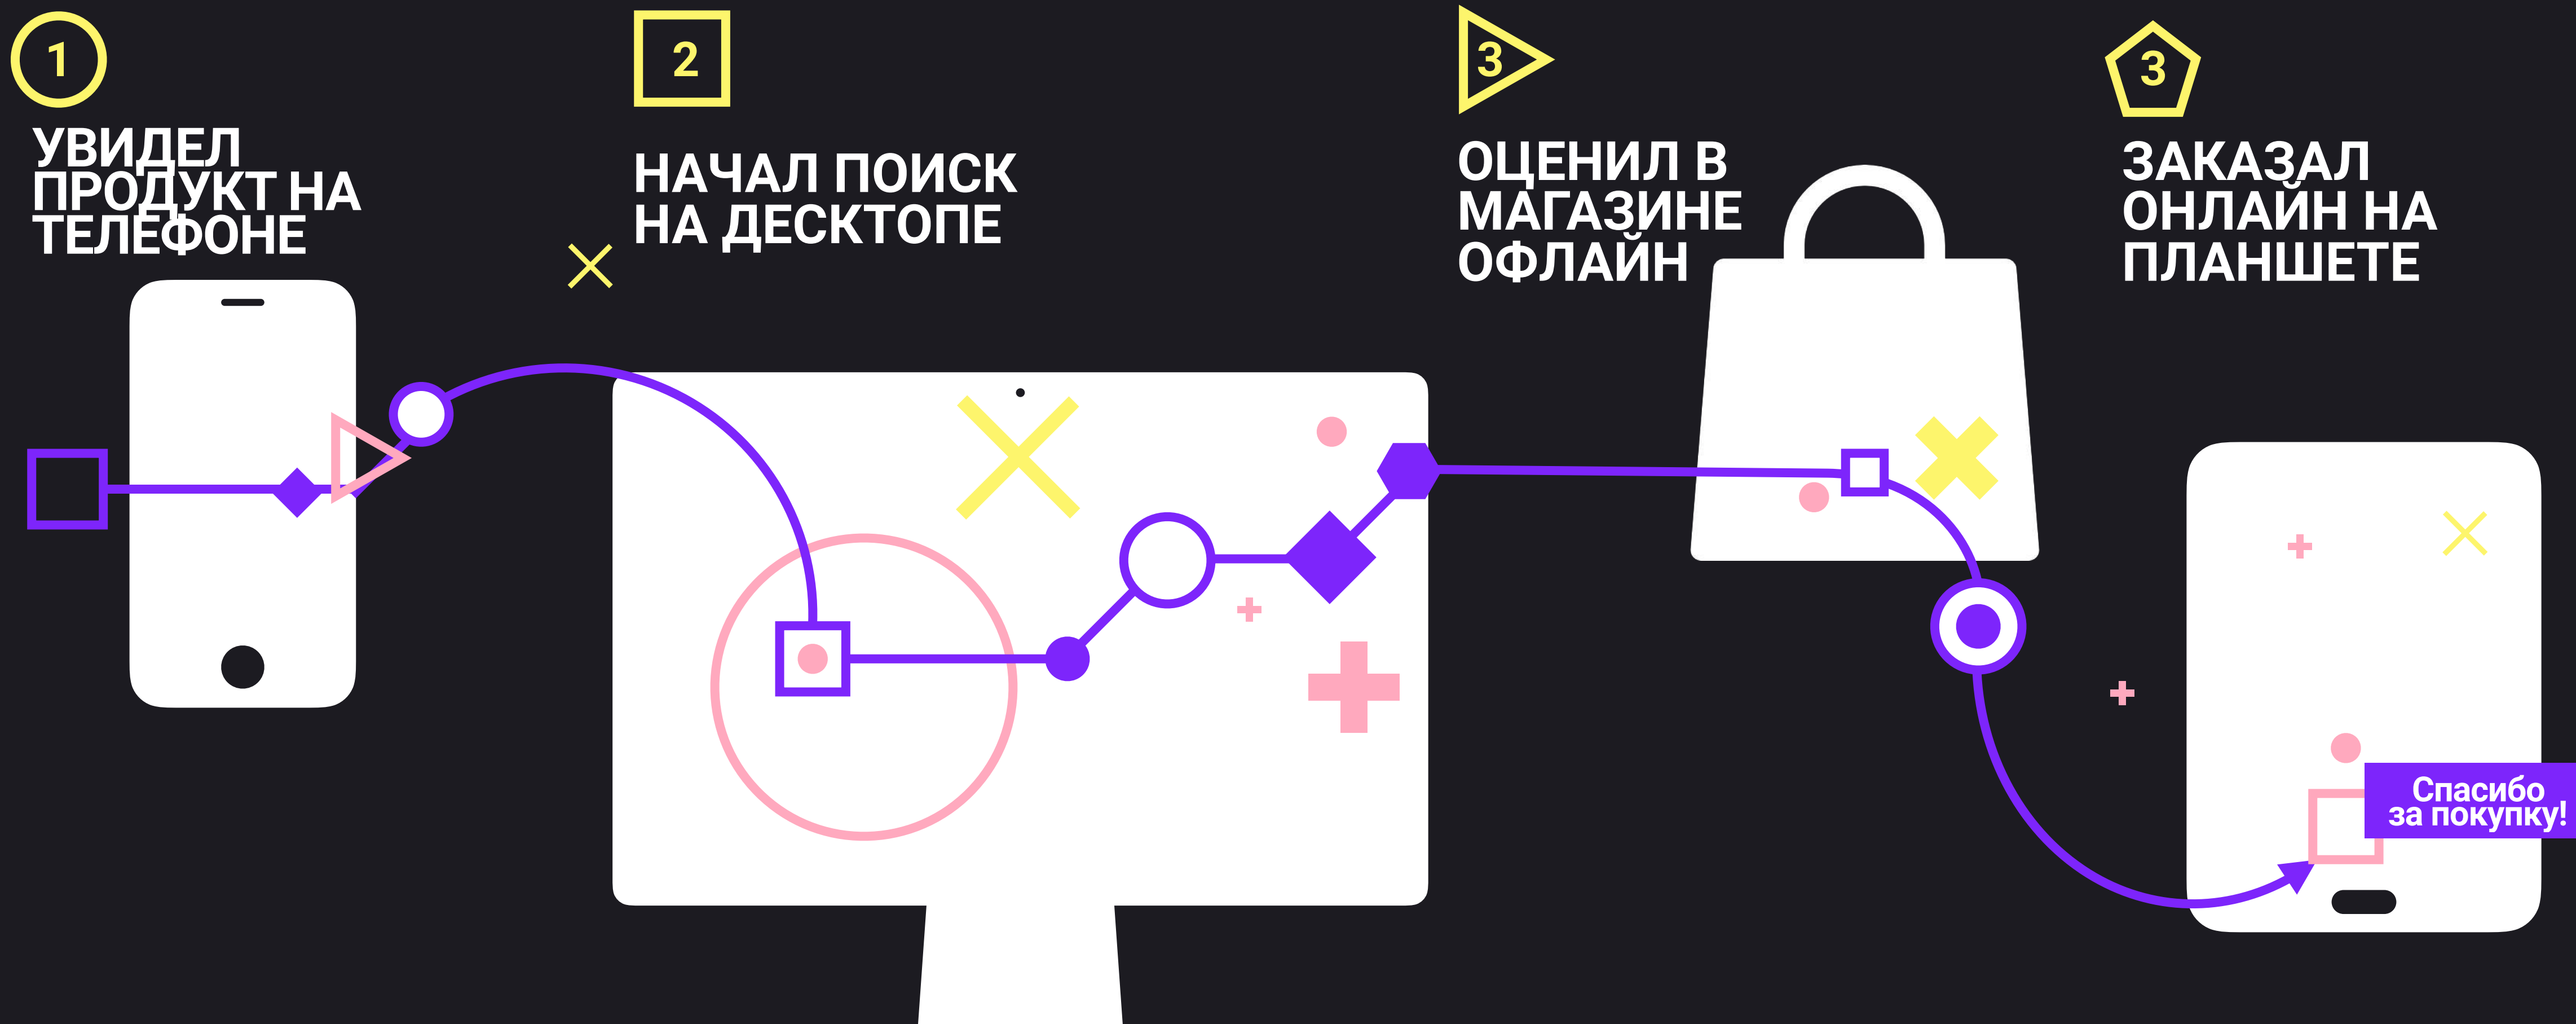 1
УВИДЕЛ
ПРОДУКТ НА
ТЕЛЕФОНЕ
2
НАЧАЛ ПОИСК
НА ДЕСКТОПЕ
3
ОЦЕНИЛ В
МАГАЗИНЕ
ОФЛАЙН
3
ЗАКАЗАЛ
ОНЛАЙН НА
ПЛАНШЕТЕ
Спасибо
за покупку!